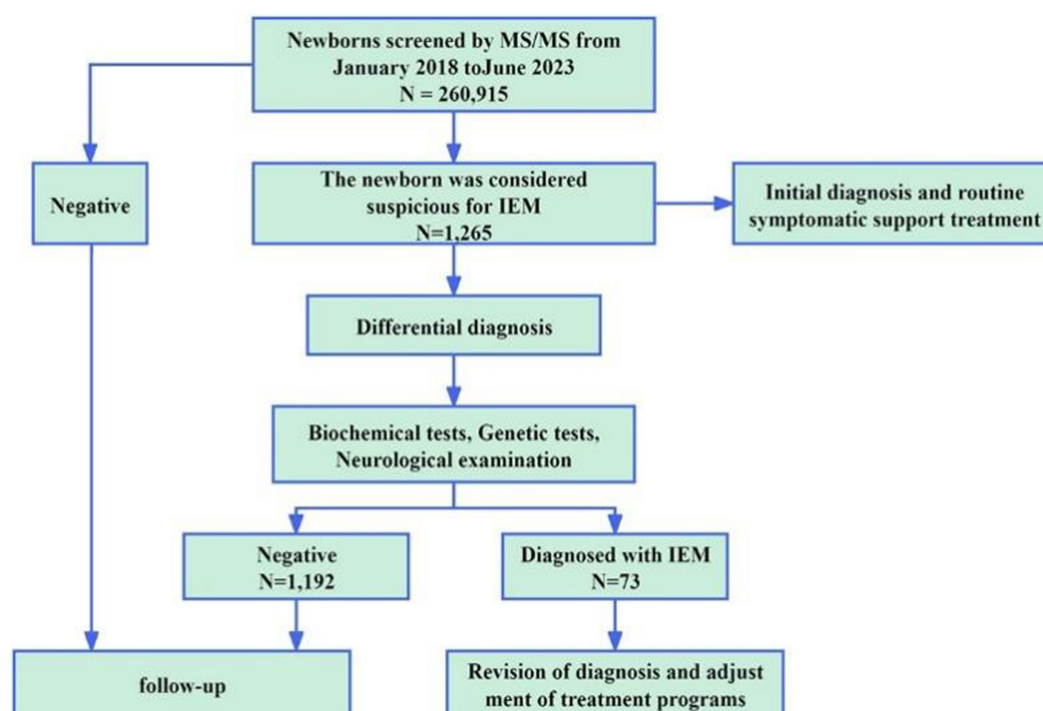 Newborns screened by MS/MS from
January 2018 toJune 2023
N = 260,915
Negative
The newborn was considered
suspicious for IEM
N=1,265
Initial diagnosis and routine
symptomatic support treatment
Differential diagnosis
Biochemical tests, Genetic tests,
Neurological examination
Negative
N=1,192
Diagnosed with IEM
N=73
follow-up
Revision of diagnosis and adjust
ment of treatment programs